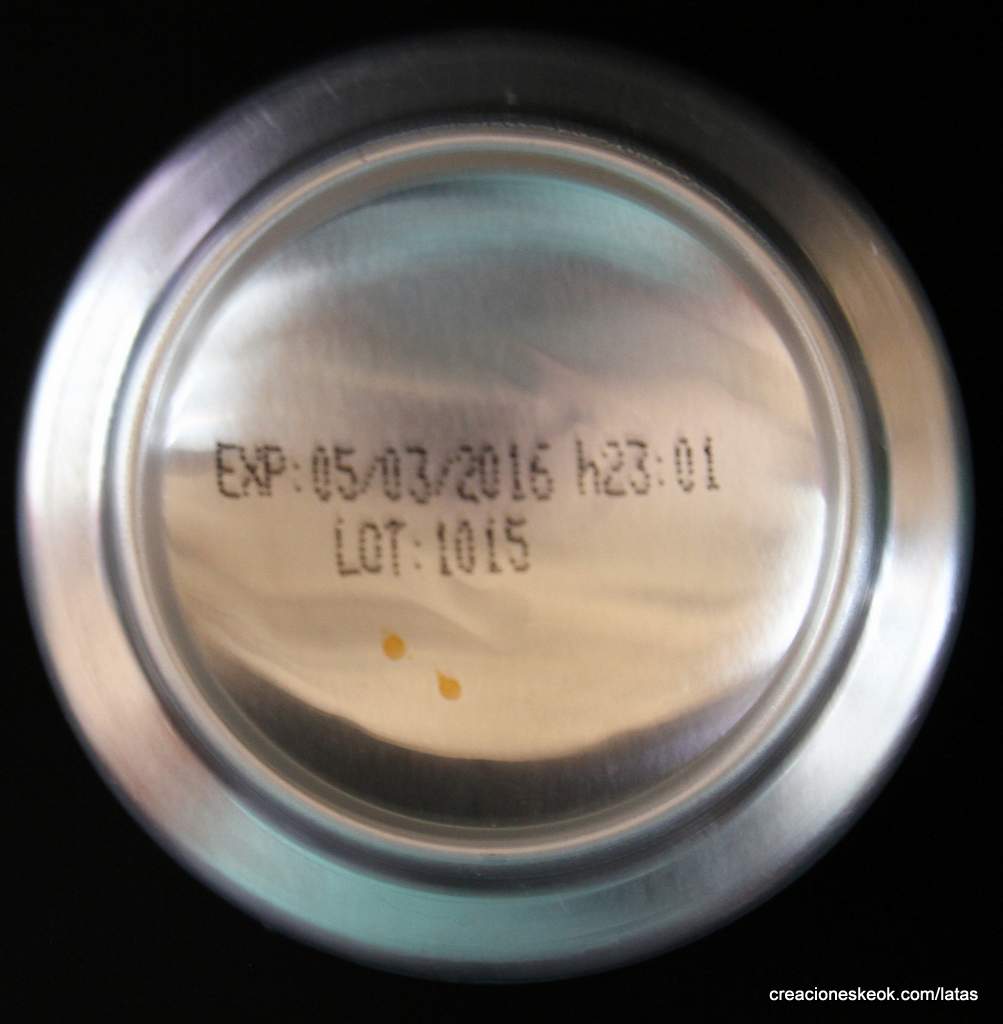 EXP:05/03/2016 h23:01
LOT:1015
creacioneskeok.com/latas